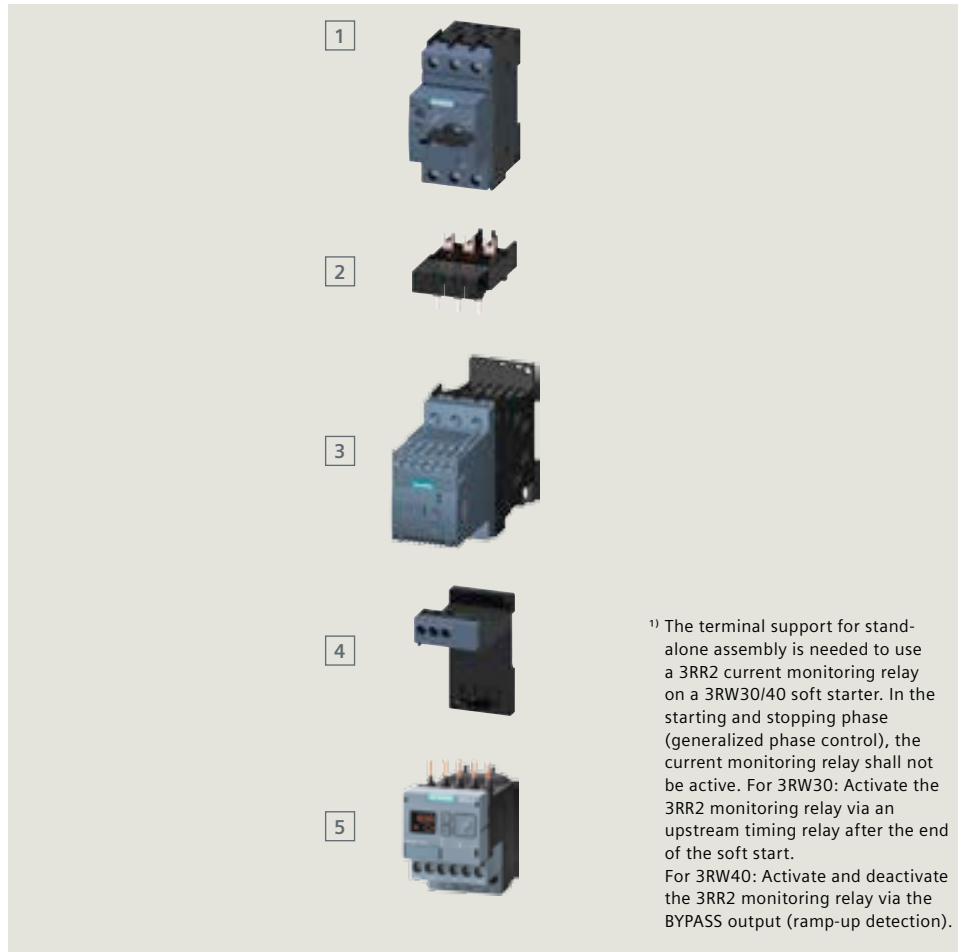 1
2
3
4
5
¹⁾ The terminal support for stand-
alone assembly is needed to use
a 3RR2 current monitoring relay
on a 3RW30/40 soft starter. In the
starting and stopping phase
(generalized phase control), the
current monitoring relay shall not
be active. For 3RW30: Activate the
3RR2 monitoring relay via an
upstream timing relay after the end
of the soft start.
For 3RW40: Activate and deactivate
the 3RR2 monitoring relay via the
BYPASS output (ramp-up detection).